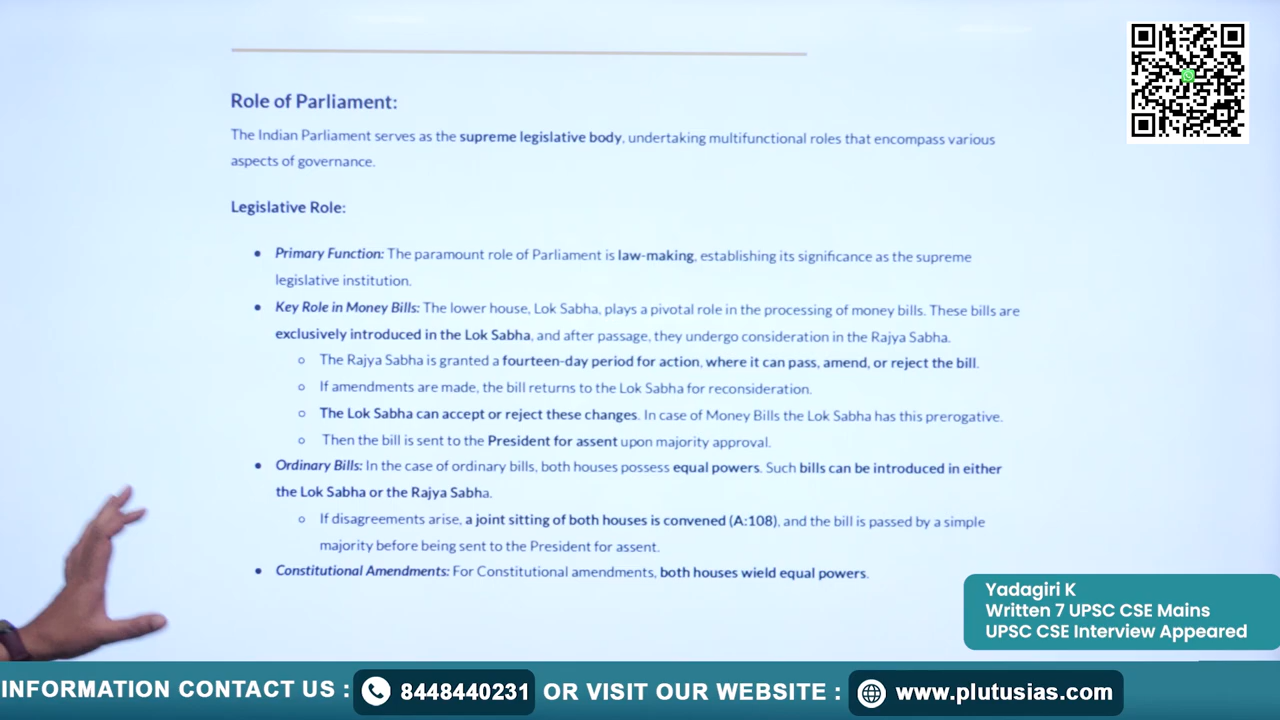 Role of Parliament:
The Indian Parliament serves as the supreme legislative body, undertaking multifunctional roles that encompass various
aspects of governance.
Legislative Role:
Primary Function: The paramount role of Parliament is law-making, establishing its significance as the supreme
legislative institution.
Key Role in Money Bills: The lower house, Lok Sabha, plays a pivotal role in the processing of money bills. These bills are
exclusively introduced in the Lok Sabha, and after passage, they undergo consideration in the Rajya Sabha.
The Rajya Sabha is granted a fourteen-day period for action, where it can pass, amend, or reject the bill.
If amendments are made, the bill returns to the Lok Sabha for reconsideration.
The Lok Sabha can accept or reject these changes. In case of Money Bills the Lok Sabha has this prerogative.
Then the bill is sent to the President for assent upon majority approval.
Ordinary Bills: In the case of ordinary bills, both houses possess equal powers. Such bills can be introduced in either
the Lok Sabha or the Rajya Sabha.
If disagreements arise, a joint sitting of both houses is convened (A:108), and the bill is passed by a simple
majority before being sent to the President for assent.
Constitutional Amendments: For Constitutional amendments, both houses wield equal powers.
Yadagiri K
Written 7 UPSC CSE Mains
UPSC CSE Interview Appeared
INFORMATION CONTACT US : 8448440231 OR VISIT OUR WEBSITE : www.plutusias.com